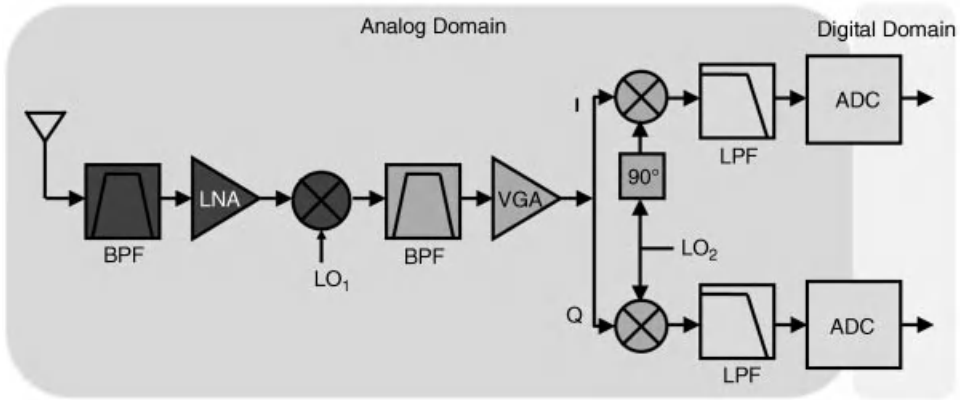 Analog Domain
Digital Domain
I
ADC
LPF
90°
LNA
VGA
BPF
BPF
LO₁
LO₂
Q
ADC
LPF